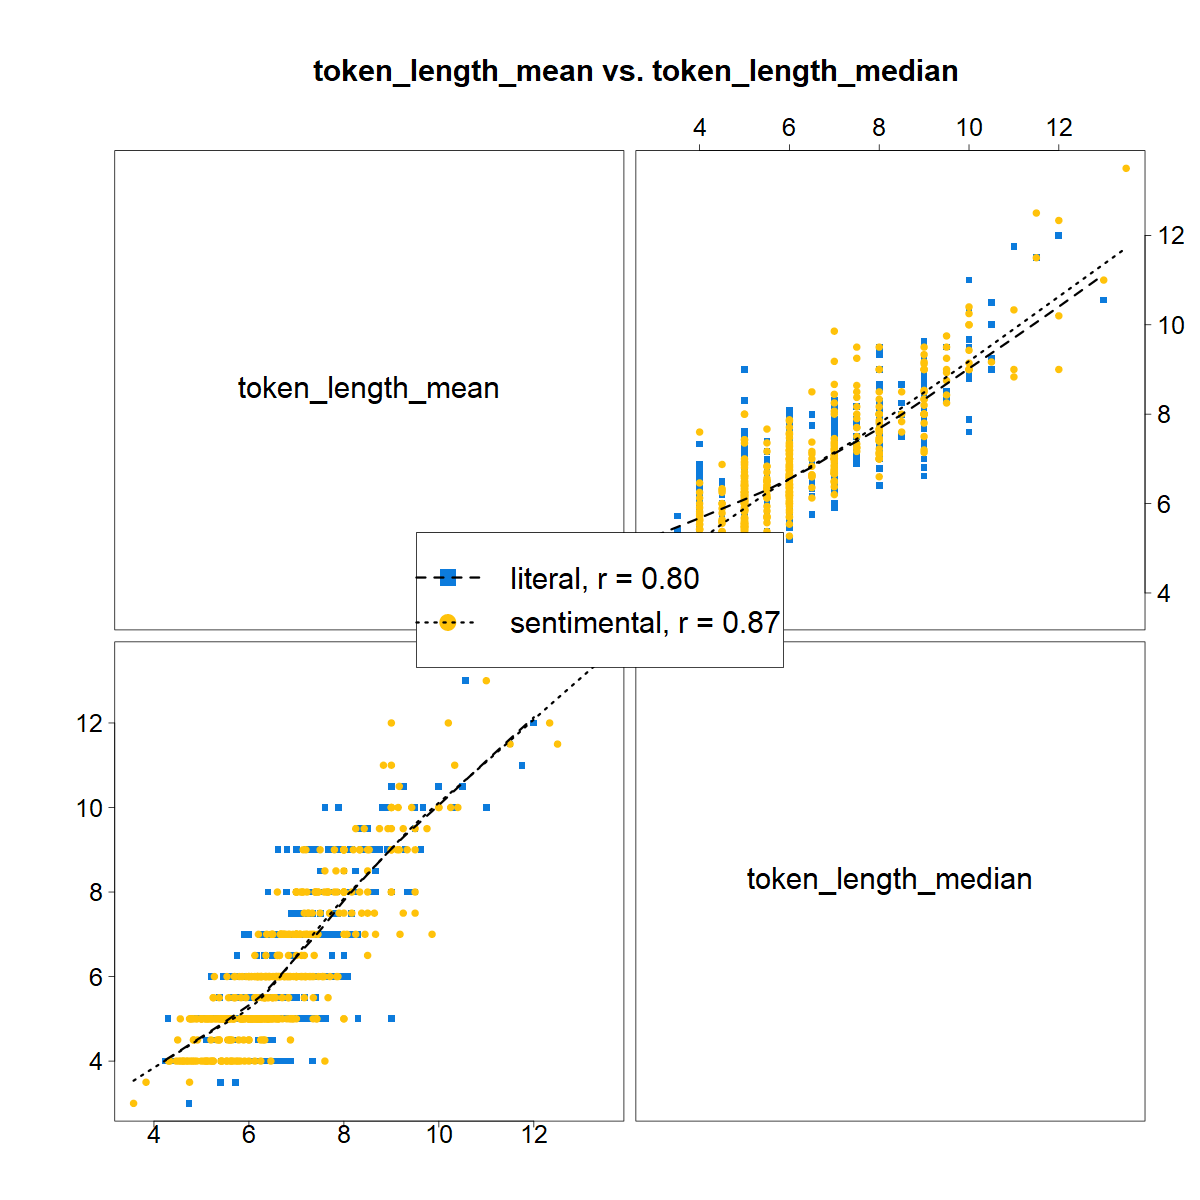 token_length_mean vs. token_length_median
4 6 8 10 12
token_length_mean
12
10
8
6
4
literal, r = 0.80
sentimental, r = 0.87
12
10
8
6
4
token_length_median
4 6 8 10 12